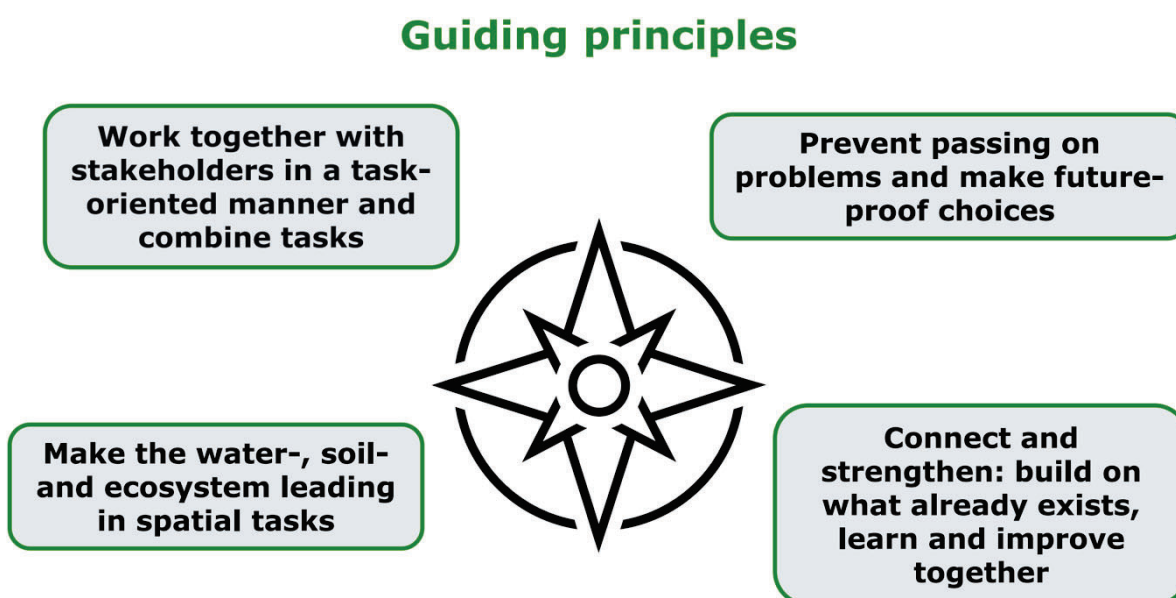 Guiding principles
Work together with
stakeholders in a task-
oriented manner and
combine tasks
Prevent passing on
problems and make future-
proof choices
Make the water-, soil-
and ecosystem leading
in spatial tasks
Connect and
strengthen: build on
what already exists,
learn and improve
together